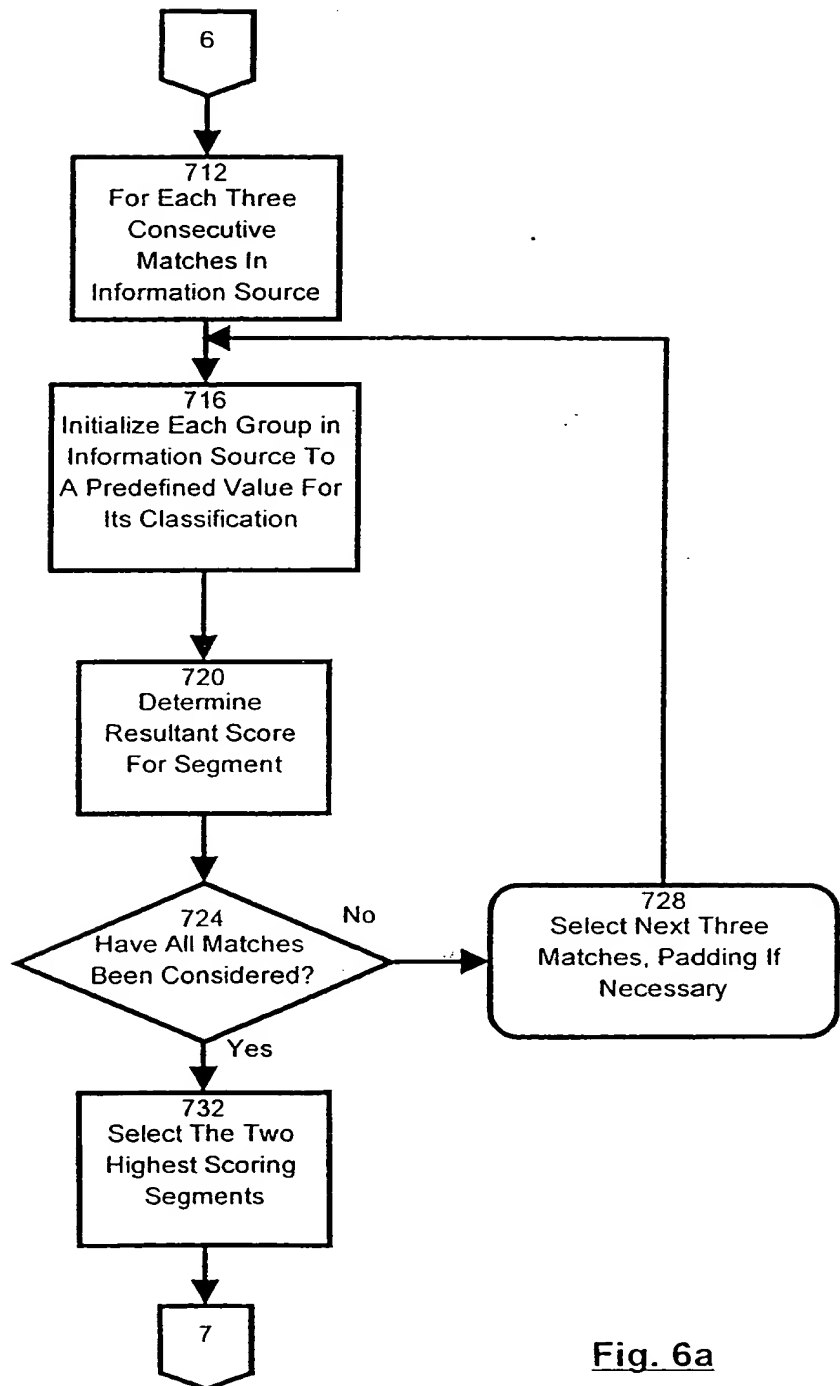 6
712
For Each Three
Consecutive
Matches In
Information Source
716
Initialize Each Group in
Information Source To
A Predefined Value For
Its Classification
720
Determine
Resultant Score
For Segment
724
Have All Matches
Been Considered?
No
728
Select Next Three
Matches, Padding If
Necessary
Yes
732
Select The Two
Highest Scoring
Segments
7
Fig. 6a